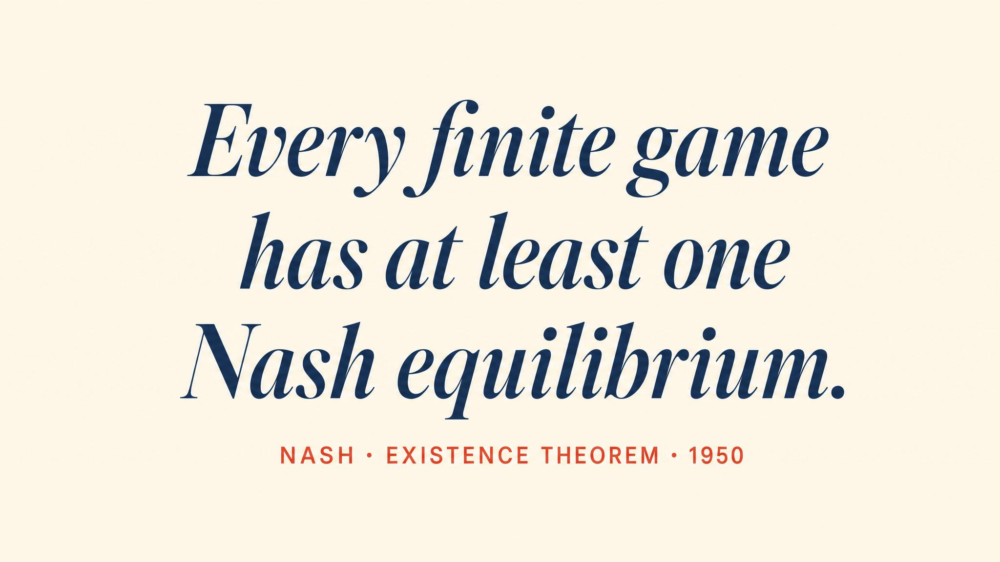 Every finite game
has at least one
Nash equilibrium.
NASH • EXISTENCE THEOREM • 1950